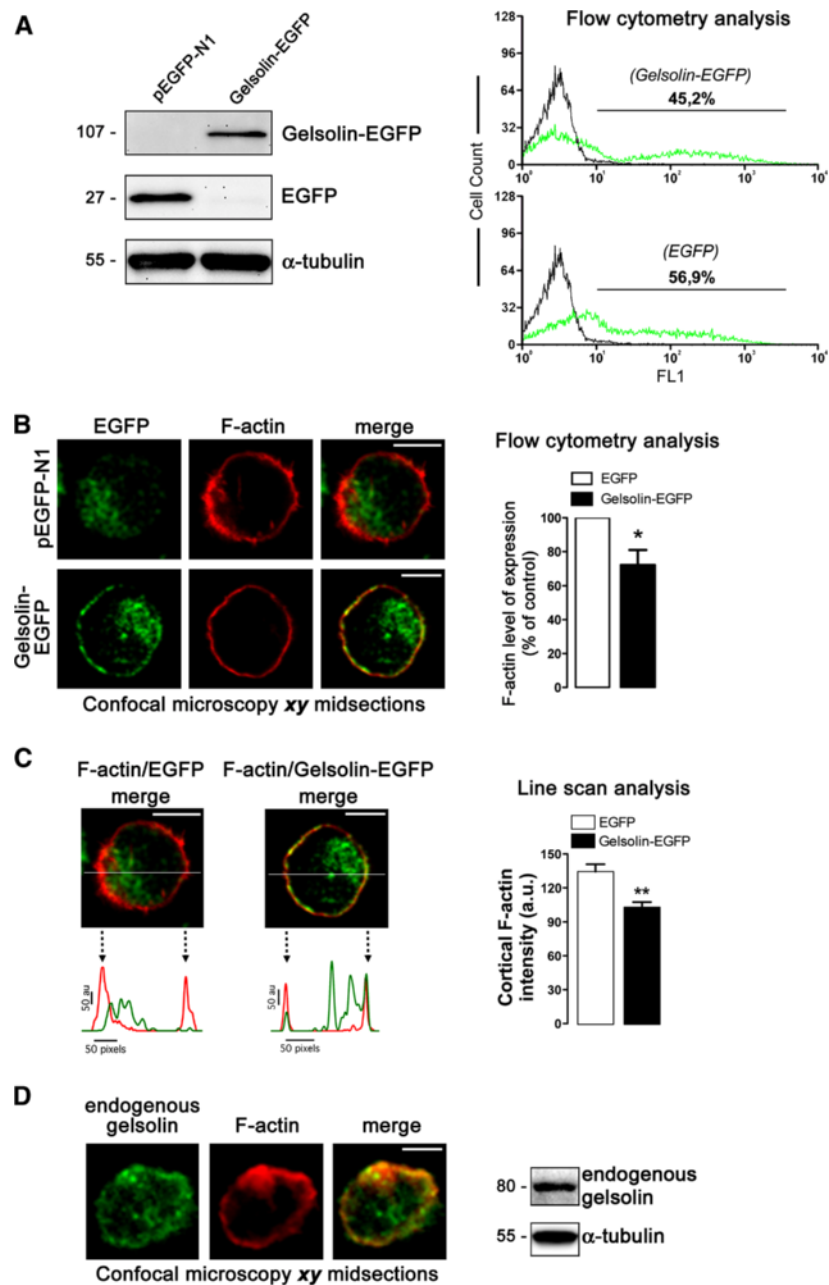 A
pEGFP-N1
Gelsolin-EGFP
107 -
Gelsolin-EGFP
27 -
EGFP
55 -
α-tubulin
Flow cytometry analysis
Cell Count
128
96
64
32
0
(Gelsolin-EGFP)
45,2%
10⁰ 10¹ 10² 10³ 10⁴
128
96
64
32
0
(EGFP)
56,9%
10⁰ 10¹ 10² 10³ 10⁴
FL1
B
EGFP
F-actin
merge
pEGFP-N1
Gelsolin-
EGFP
Confocal microscopy xy midsections
Flow cytometry analysis
EGFP
Gelsolin-EGFP
F-actin level of expression
(% of control)
100
80
60
40
20
0
*
C
F-actin/EGFP
merge
F-actin/Gelsolin-EGFP
merge
50 au
50 pixels
50 au
50 pixels
Line scan analysis
EGFP
Gelsolin-EGFP
Cortical F-actin
intensity (a.u.)
150
120
90
60
30
0
**
D
endogenous
gelsolin
F-actin
merge
Confocal microscopy xy midsections
80 -
endogenous
gelsolin
55 -
α-tubulin